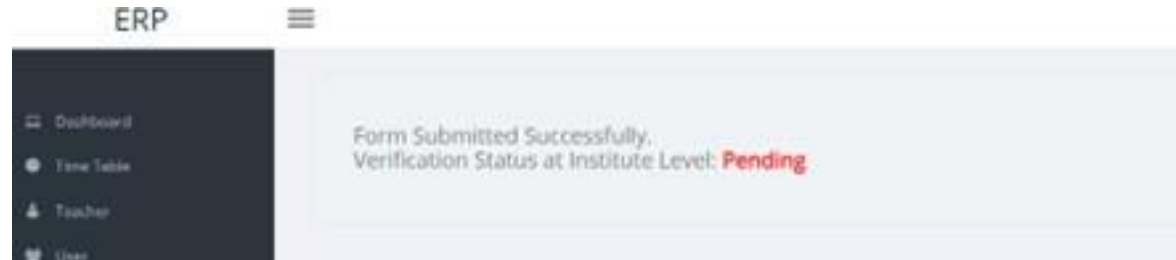 ERP
Dashboard
Time Table
Teacher
User
Form Submitted Successfully.
Verification Status at Institute Level: Pending